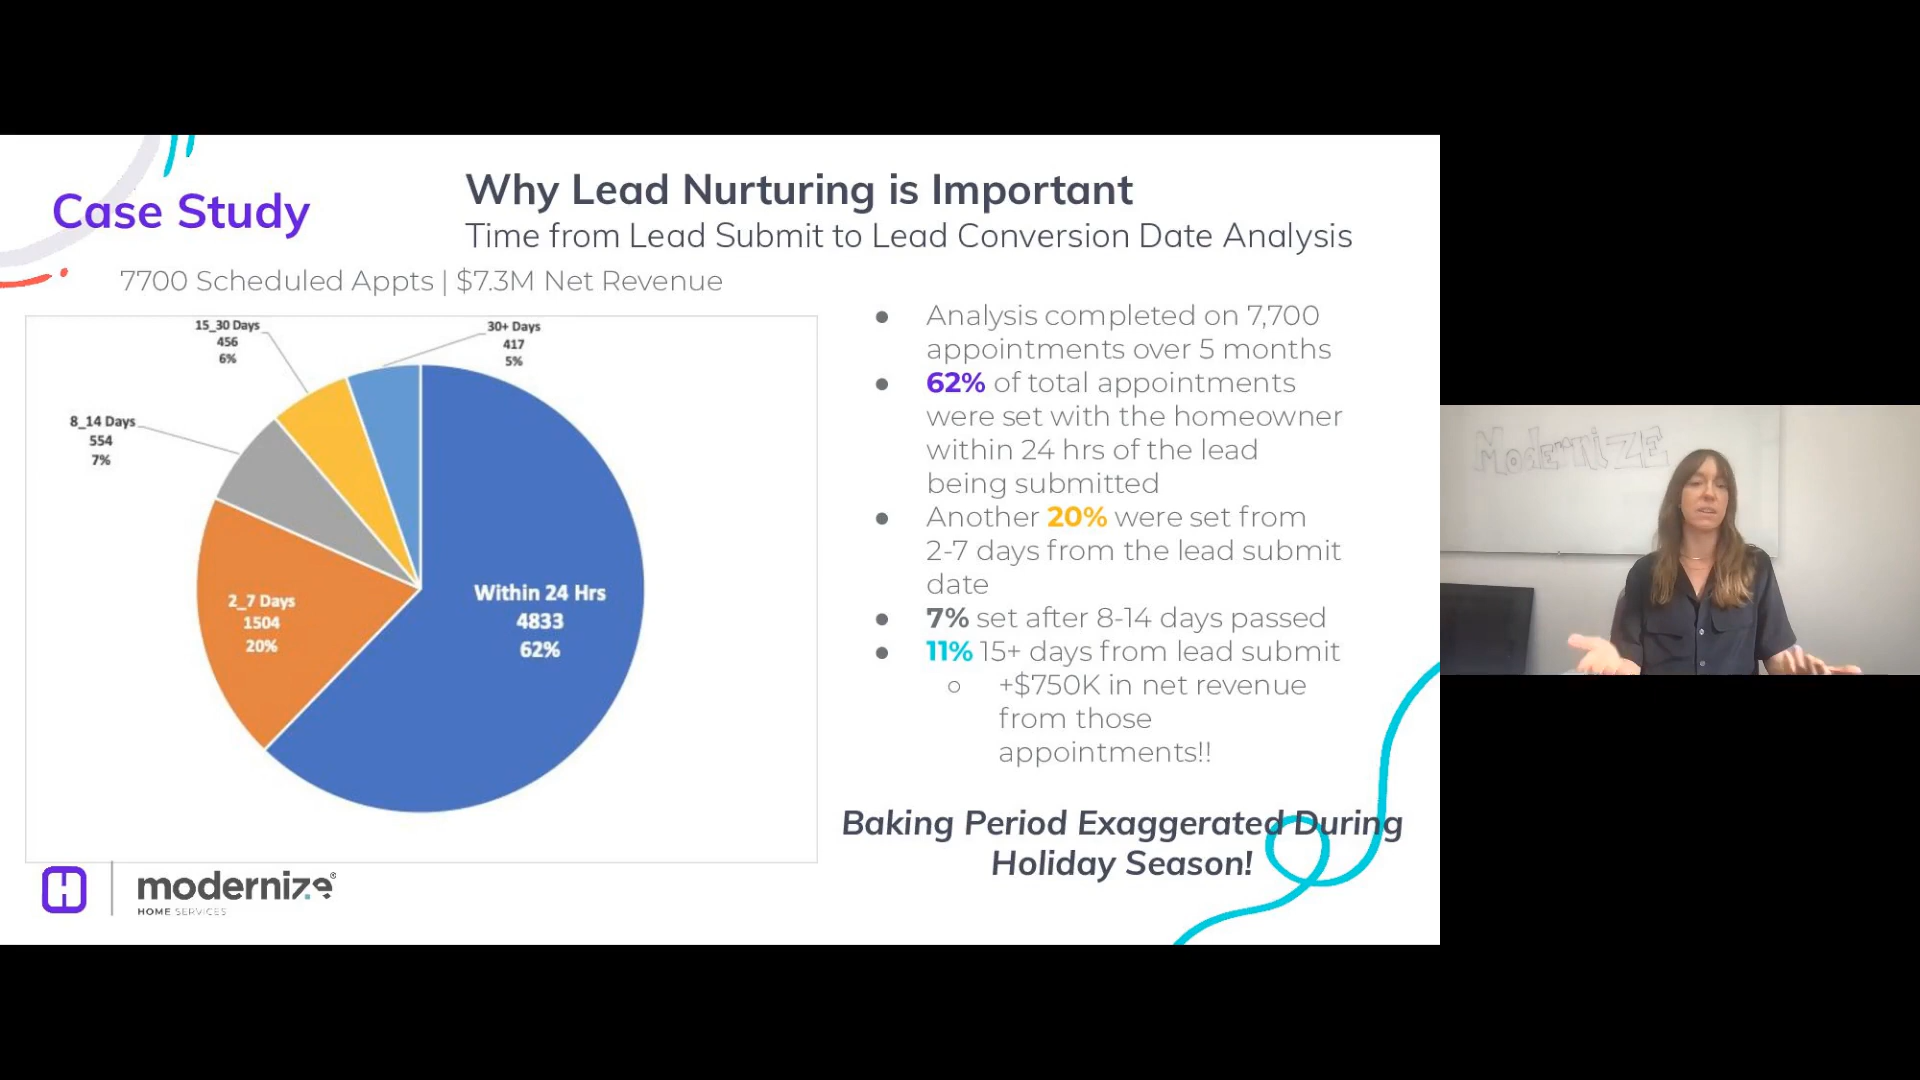 Case Study
Why Lead Nurturing is Important
Time from Lead Submit to Lead Conversion Date Analysis
7700 Scheduled Appts | $7.3M Net Revenue
15_30 Days
456
6%
30+ Days
417
5%
8_14 Days
554
7%
2_7 Days
1504
20%
Within 24 Hrs
4833
62%
● Analysis completed on 7,700
appointments over 5 months
● 62% of total appointments
were set with the homeowner
within 24 hrs of the lead
being submitted
● Another 20% were set from
2-7 days from the lead submit
date
● 7% set after 8-14 days passed
● 11% 15+ days from lead submit
○ +$750K in net revenue
from those
appointments!!
Baking Period Exaggerated During
Holiday Season!
modernize®
HOME SERVICES
ModerniZE